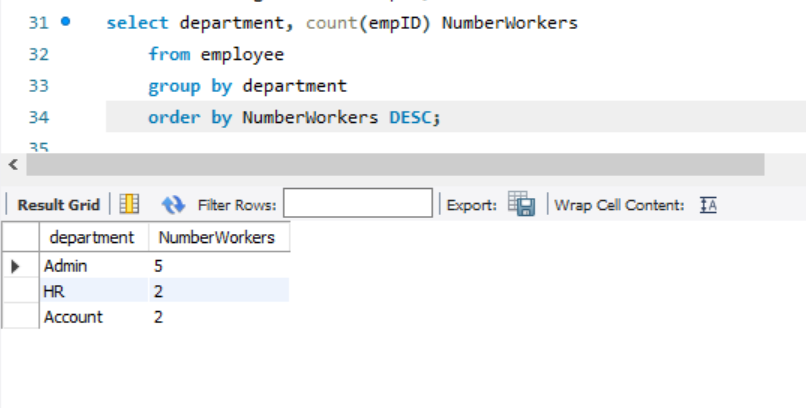 31 select department, count(empID) NumberWorkers
32 from employee
33 group by department
34 order by NumberWorkers DESC;
35
Result Grid Filter Rows: Export: Wrap Cell Content: IA
department NumberWorkers
Admin 5
HR 2
Account 2